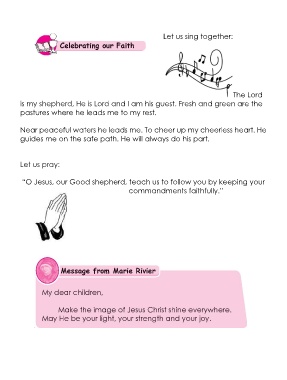 Let us sing together:
Celebrating our Faith
The Lord
is my shepherd, He is Lord and I am his guest. Fresh and green are the
pastures where he leads me to my rest.
Near peaceful waters he leads me. To cheer up my cheerless heart. He
guides me on the safe path. He will always do his part.
Let us pray:
"O Jesus, our Good shepherd, teach us to follow you by keeping your
commandments faithfully."
Message from Marie Rivier
My dear children,
Make the image of Jesus Christ shine everywhere.
May He be your light, your strength and your joy.